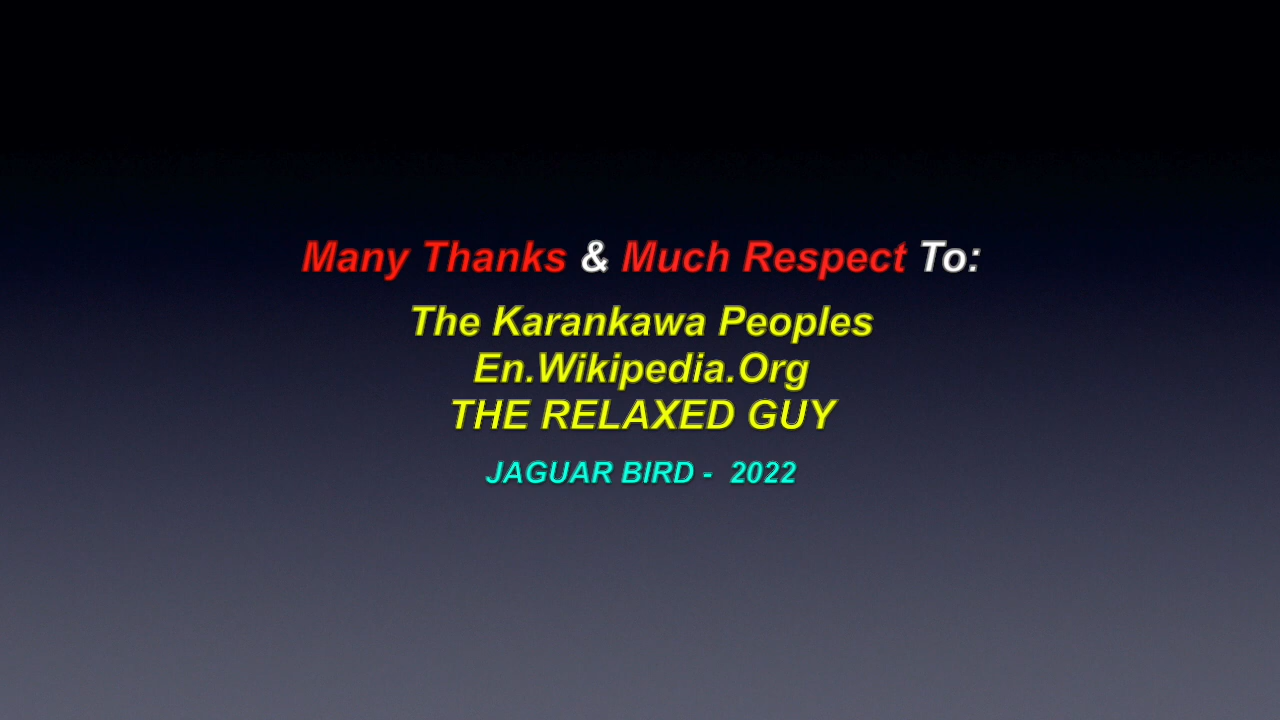 Many Thanks & Much Respect To:
The Karankawa Peoples
En.Wikipedia.Org
THE RELAXED GUY
JAGUAR BIRD -  2022